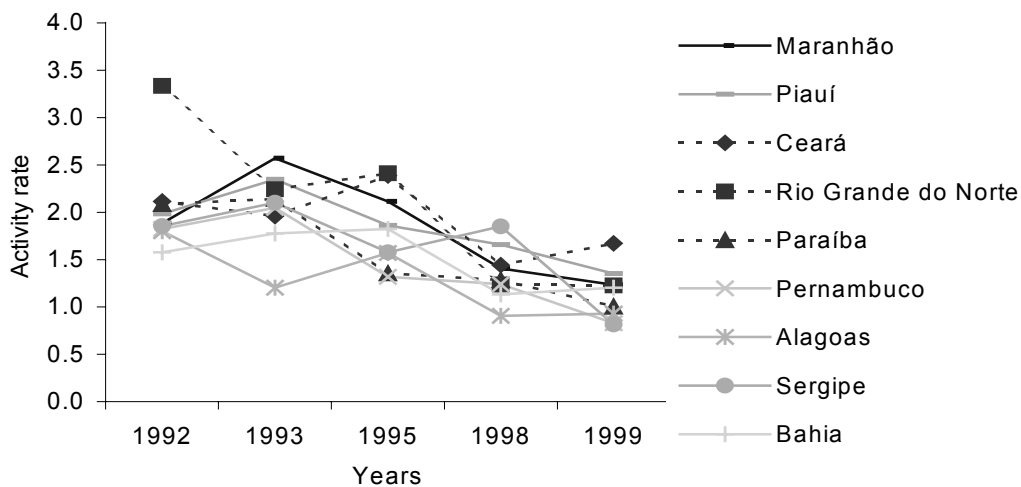 4.0
3.5
3.0
2.5
2.0
1.5
1.0
0.5
0.0
Activity rate
1992 1993 1995 1998 1999
Years
Maranhão
Piauí
Ceará
Rio Grande do Norte
Paraíba
Pernambuco
Alagoas
Sergipe
Bahia